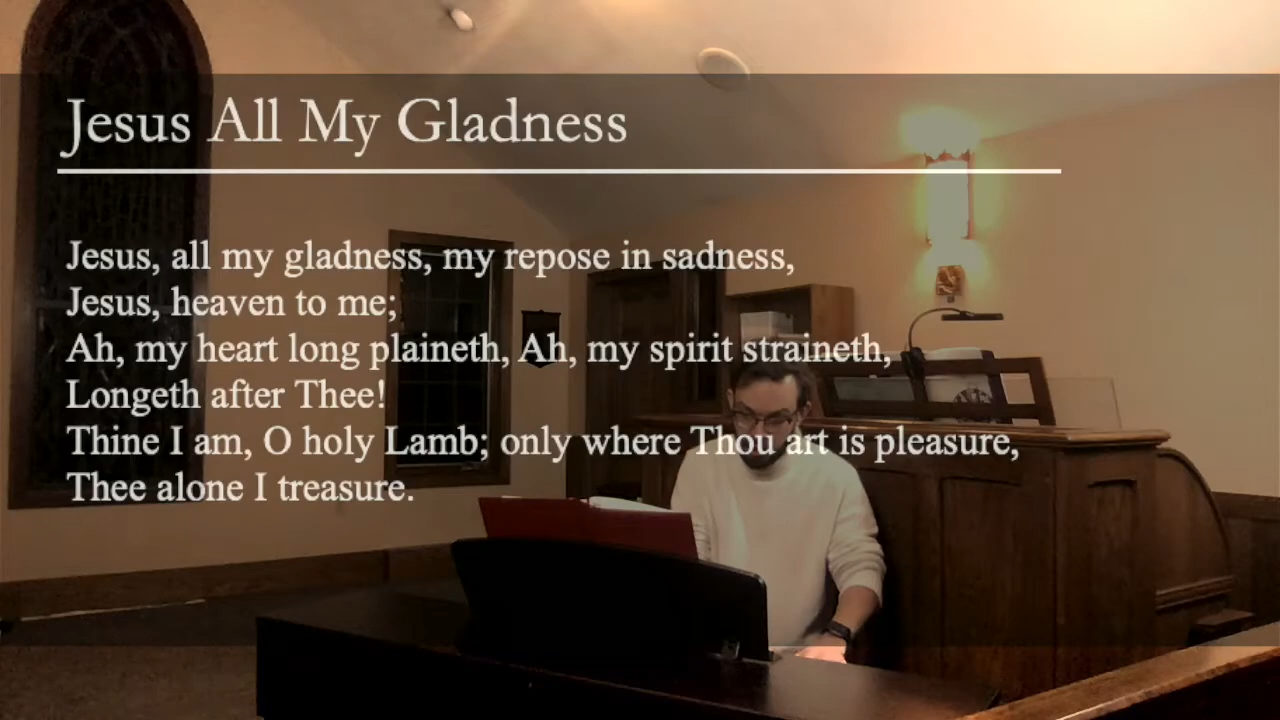 Jesus All My Gladness
Jesus, all my gladness, my repose in sadness,
Jesus, heaven to me;
Ah, my heart long plaineth, Ah, my spirit straineth,
Longeth after Thee!
Thine I am, O holy Lamb; only where Thou art is pleasure,
Thee alone I treasure.